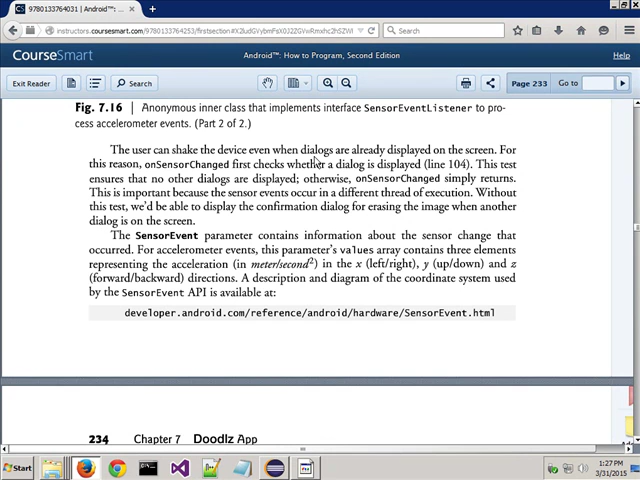 9780133764031 | Android™: ...
instructors.coursesmart.com/9780133764253/firstsection#X2ludGVybmFsX0J2ZGVwRmxhc2hSZWI
Search
CourseSmart
Android™: How to Program, Second Edition
Exit Reader
Search
Page 233
Go to
Fig. 7.16 | Anonymous inner class that implements interface SensorEventListener to pro-
cess accelerometer events. (Part 2 of 2.)
The user can shake the device even when dialogs are already displayed on the screen. For
this reason, onSensorChanged first checks whether a dialog is displayed (line 104). This test
ensures that no other dialogs are displayed; otherwise, onSensorChanged simply returns.
This is important because the sensor events occur in a different thread of execution. Without
this test, we'd be able to display the confirmation dialog for erasing the image when another
dialog is on the screen.
The SensorEvent parameter contains information about the sensor change that
occurred. For accelerometer events, this parameter's values array contains three elements
representing the acceleration (in meter/second²) in the x (left/right), y (up/down) and z
(forward/backward) directions. A description and diagram of the coordinate system used
by the SensorEvent API is available at:
developer.android.com/reference/android/hardware/SensorEvent.html
234 Chapter 7 Doodlz App
Start
1:27 PM
3/31/2015